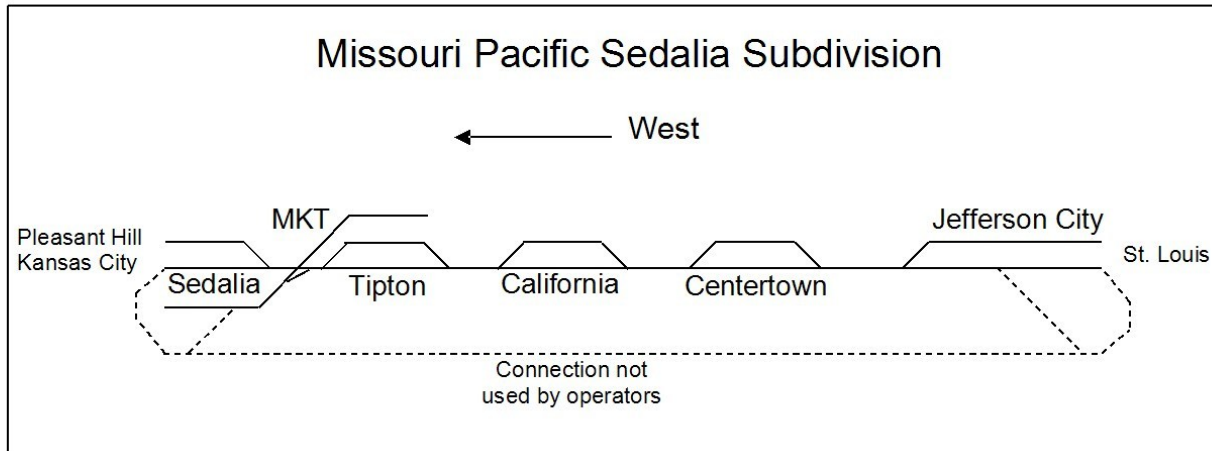 Missouri Pacific Sedalia Subdivision
West
MKT
Jefferson City
Pleasant Hill
Kansas City
St. Louis
Sedalia
Tipton
California
Centertown
Connection not
used by operators